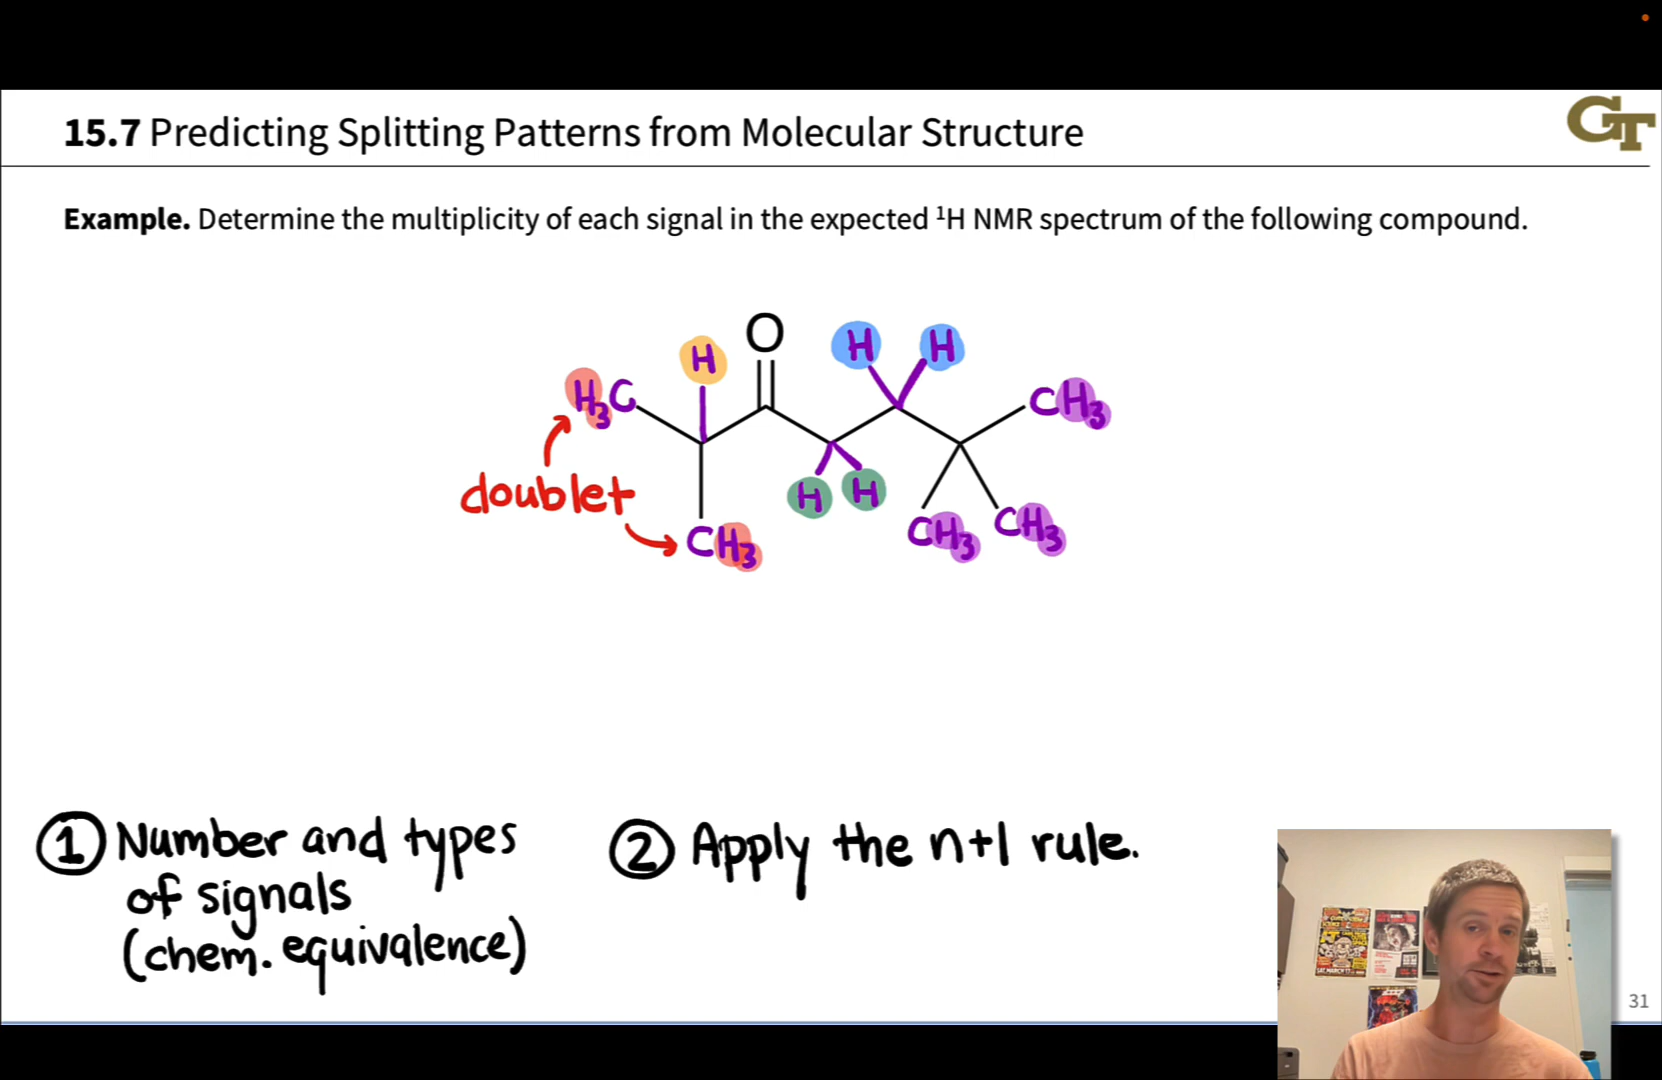 15.7 Predicting Splitting Patterns from Molecular Structure
GT
Example. Determine the multiplicity of each signal in the expected ¹H NMR spectrum of the following compound.
O
H
H
H
H₃C
CH₃
doublet
H
H
CH₃
CH₃
CH₃
① Number and types
of signals
(chem. equivalence)
② Apply the n+1 rule.
31